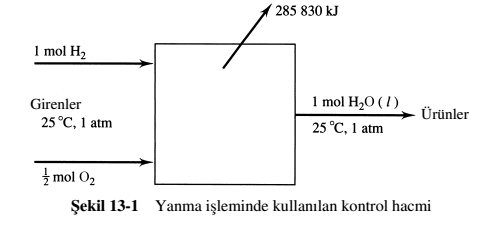 285 830 kJ
1 mol H₂
Girenler
25 °C, 1 atm
½ mol O₂
1 mol H₂O ( l )
25 °C, 1 atm
Ürünler
Şekil 13-1 Yanma işleminde kullanılan kontrol hacmi